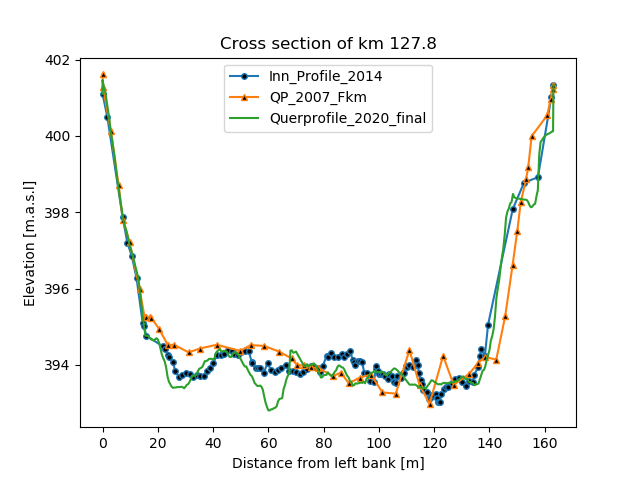 Cross section of km 127.8
Inn_Profile_2014
QP_2007_Fkm
Querprofile_2020_final
402
400
398
396
394
Elevation [m.a.s.l]
0 20 40 60 80 100 120 140 160
Distance from left bank [m]